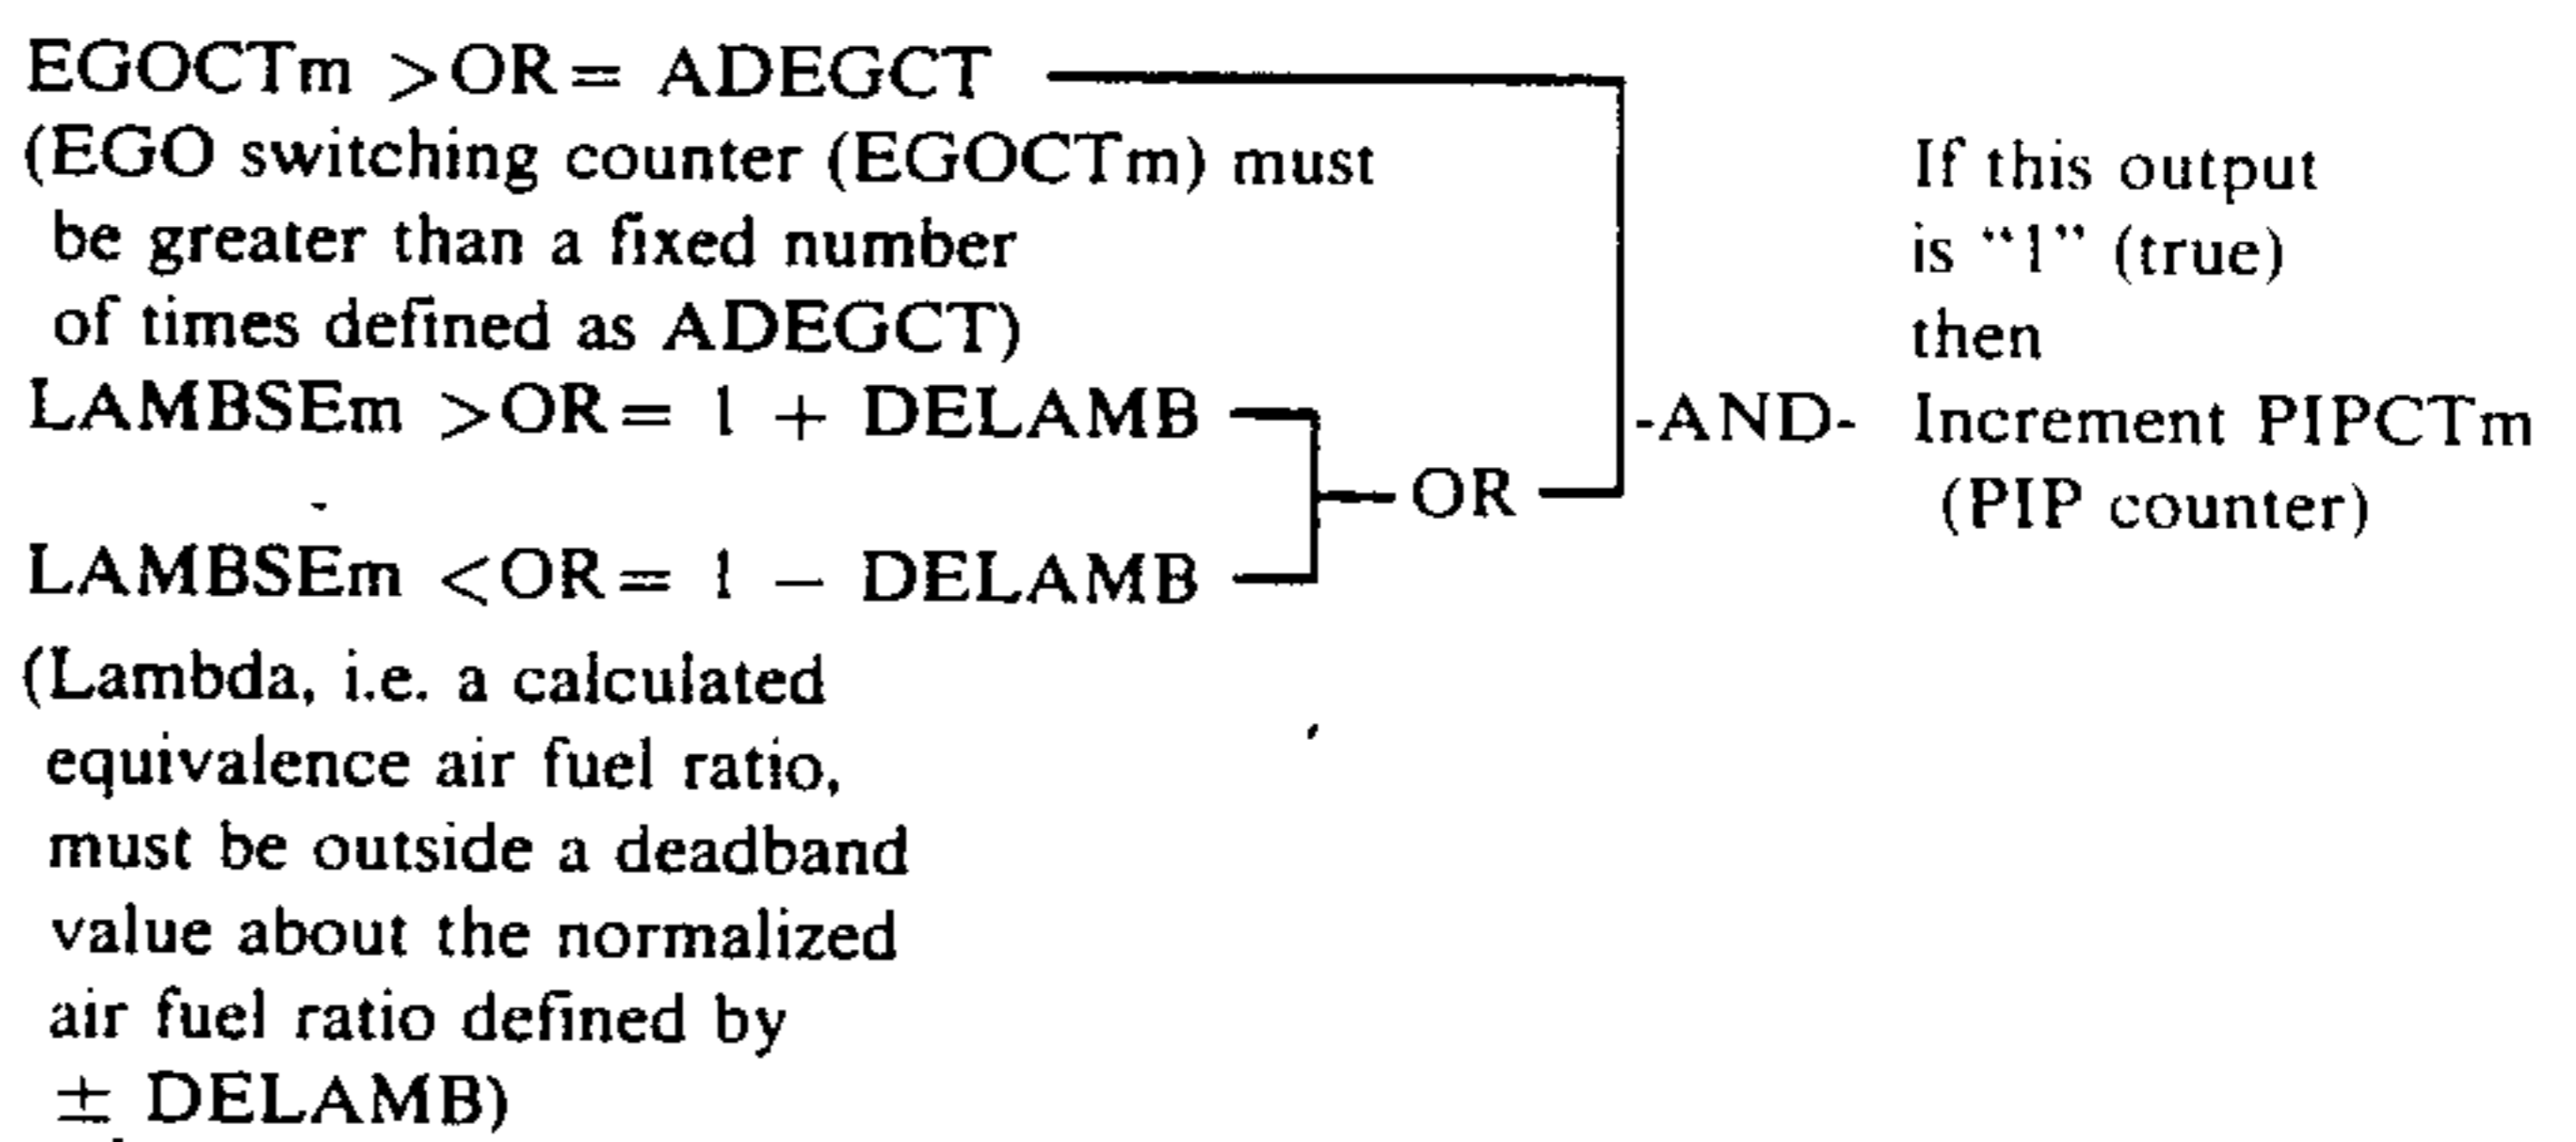 EGOCTm >OR= ADEGCT
(EGO switching counter (EGOCTm) must
be greater than a fixed number
of times defined as ADEGCT)
LAMBSEm >OR= 1 + DELAMB
OR
LAMBSEm <OR= 1 − DELAMB
(Lambda, i.e. a calculated
equivalence air fuel ratio,
must be outside a deadband
value about the normalized
air fuel ratio defined by
± DELAMB)
-AND-
If this output
is “1” (true)
then
Increment PIPCTm
(PIP counter)